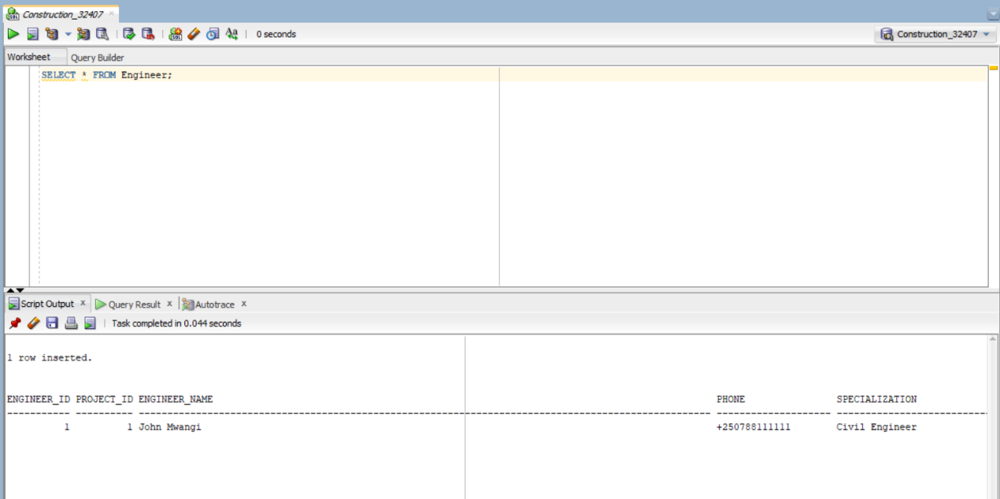 Construction_32407
0 seconds
Construction_32407
Worksheet Query Builder
SELECT * FROM Engineer;
Script Output x Query Result x Autotrace x
Task completed in 0.044 seconds
1 row inserted.
ENGINEER_ID PROJECT_ID ENGINEER_NAME PHONE SPECIALIZATION
1 1 John Mwangi +250788111111 Civil Engineer